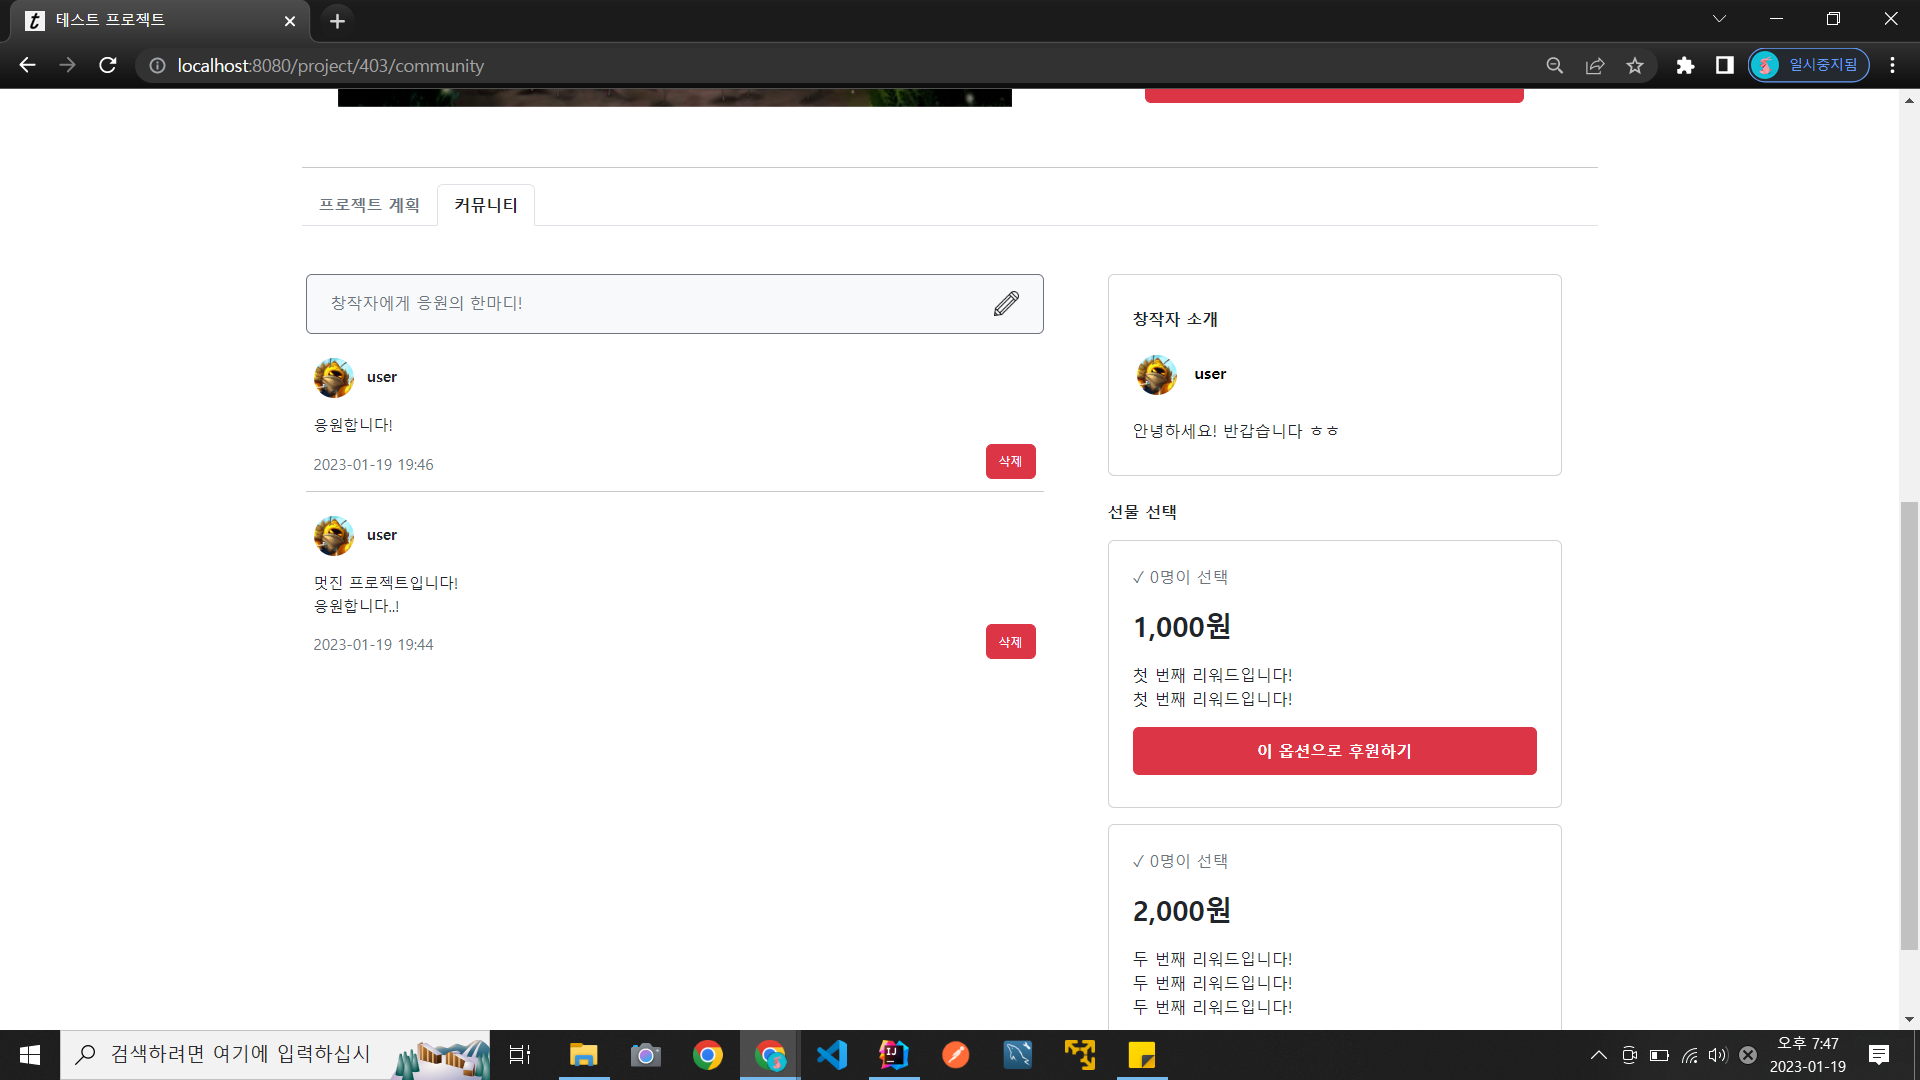 테스트 프로젝트
localhost:8080/project/403/community
일시중지됨
프로젝트 계획
커뮤니티
창작자에게 응원의 한마디!
user
응원합니다!
2023-01-19 19:46
삭제
user
멋진 프로젝트입니다!
응원합니다..!
2023-01-19 19:44
삭제
창작자 소개
user
안녕하세요! 반갑습니다 ㅎㅎ
선물 선택
✓ 0명이 선택
1,000원
첫 번째 리워드입니다!
첫 번째 리워드입니다!
이 옵션으로 후원하기
✓ 0명이 선택
2,000원
두 번째 리워드입니다!
두 번째 리워드입니다!
두 번째 리워드입니다!
검색하려면 여기에 입력하십시
오후 7:47
2023-01-19